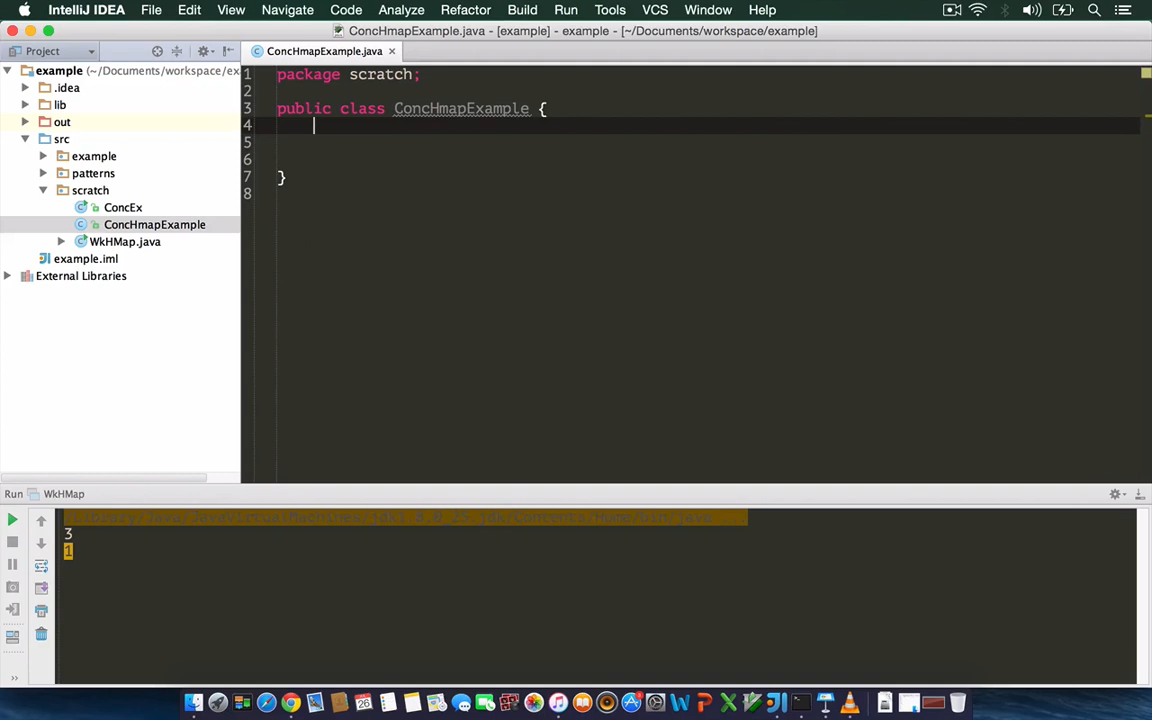 IntelliJ IDEA File Edit View Navigate Code Analyze Refactor Build Run Tools VCS Window Help
ConcHmapExample.java - [example] - example - [~/Documents/workspace/example]
Project
ConcHmapExample.java
example (~/Documents/workspace/ex
.idea
lib
out
src
example
patterns
scratch
ConcEx
ConcHmapExample
WkHMap.java
example.iml
External Libraries
1 package scratch;
2
3 public class ConcHmapExample {
4
5
6
7 }
8
Run WkHMap
3
1
26